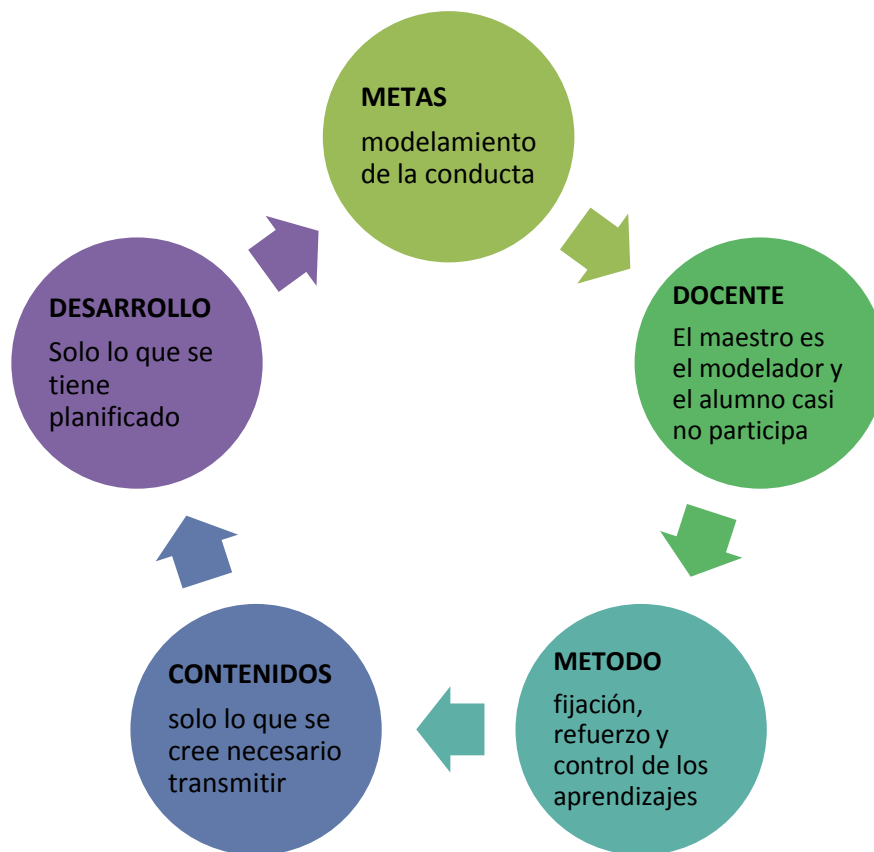 METAS
modelamiento
de la conducta
DOCENTE
El maestro es
el modelador y
el alumno casi
no participa
METODO
fijación,
refuerzo y
control de los
aprendizajes
CONTENIDOS
solo lo que se
cree necesario
transmitir
DESARROLLO
Solo lo que se
tiene
planificado